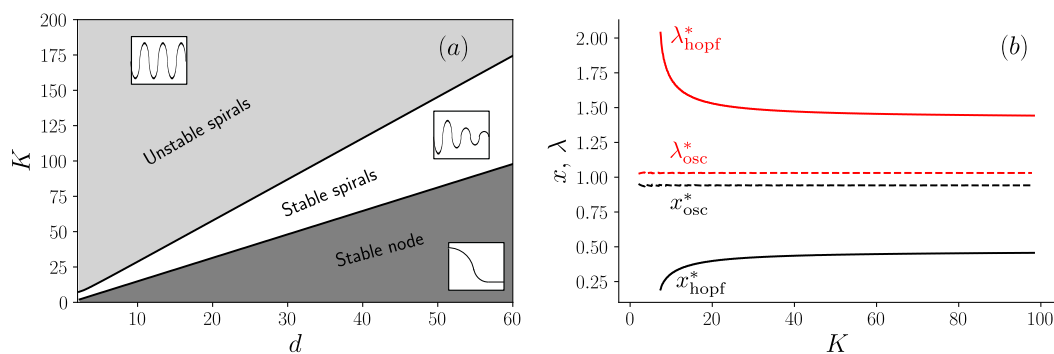 (a)
200
175
150
125
100
75
50
25
0
K
Unstable spirals
Stable spirals
Stable node
10 20 30 40 50 60
d
(b)
2.00
1.75
1.50
1.25
1.00
0.75
0.50
0.25
x, λ
λ*hopf
λ*osc
x*osc
x*hopf
0 20 40 60 80 100
K